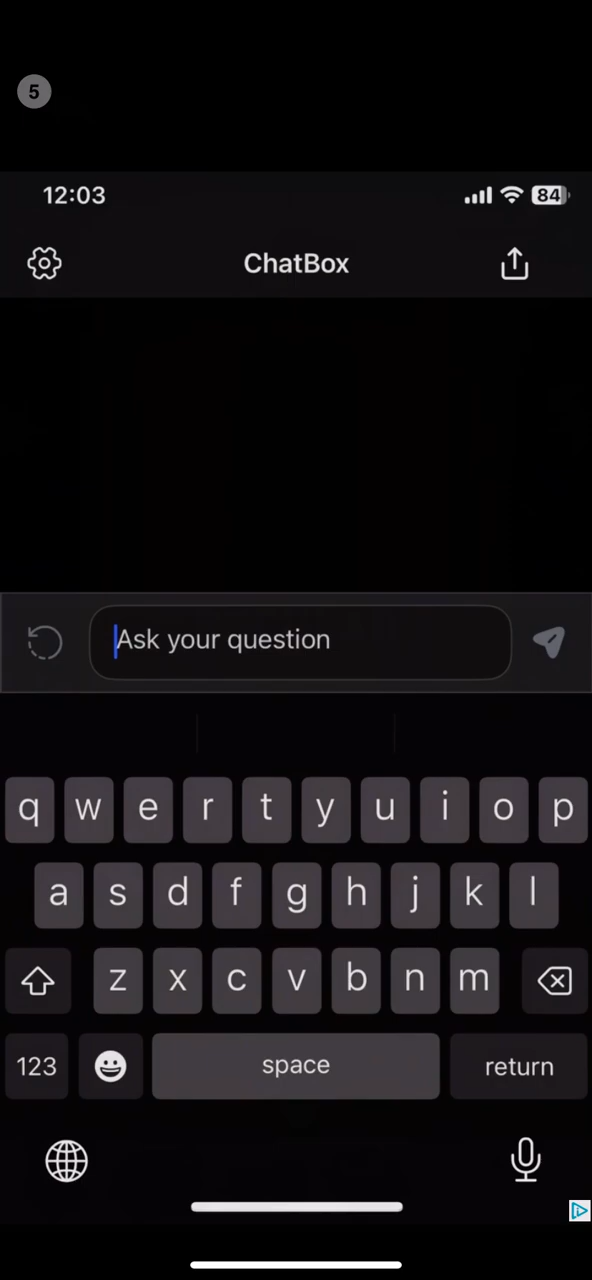 5
12:03 84
ChatBox
Ask your question
q w e r t y u i o p
a s d f g h j k l
z x c v b n m
123 space return